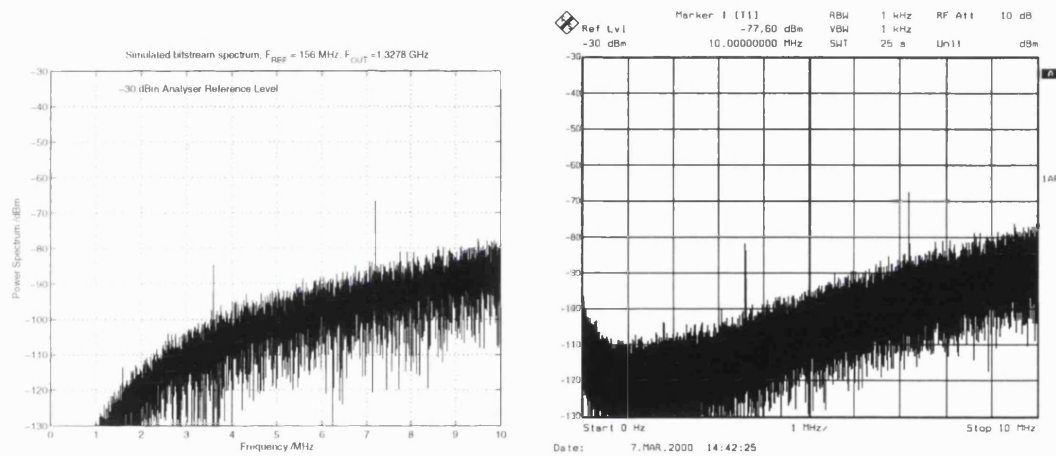 Simulated bitstream spectrum, F_REF = 156 MHz, F_OUT =1.3278 GHz
-30 dBm Analyser Reference Level
-30
-40
-50
-60
-70
-80
-90
-100
-110
-120
-130
Power Spectrum /dBm
0 1 2 3 4 5 6 7 8 9 10
Frequency /MHz
Marker 1 [T1] RBW 1 kHz RF Att 10 dB
Ref Lvl -77.60 dBm VBW 1 kHz
-30 dBm 10.00000000 MHz SWT 25 s Unit dBm
-30
-40
-50
-60
-70
-80
-90
-100
-110
-120
-130
A
Start 0 Hz 1 MHz/ Stop 10 MHz
Date: 7.MAR.2000 14:42:25